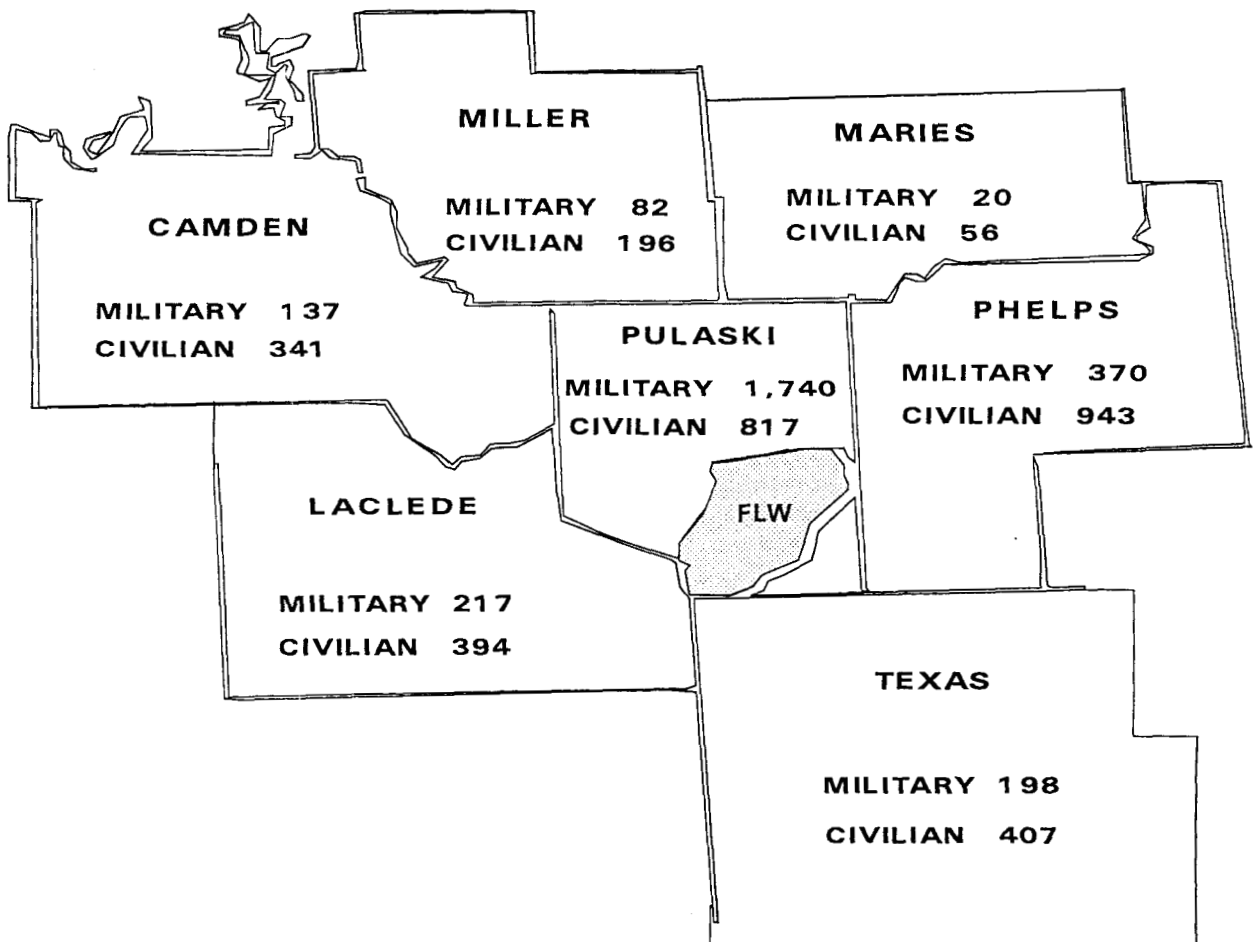 MILLER
MILITARY 82
CIVILIAN 196
MARIES
MILITARY 20
CIVILIAN 56
CAMDEN
MILITARY 137
CIVILIAN 341
PULASKI
MILITARY 1,740
CIVILIAN 817
PHELPS
MILITARY 370
CIVILIAN 943
LACLEDE
MILITARY 217
CIVILIAN 394
FLW
TEXAS
MILITARY 198
CIVILIAN 407